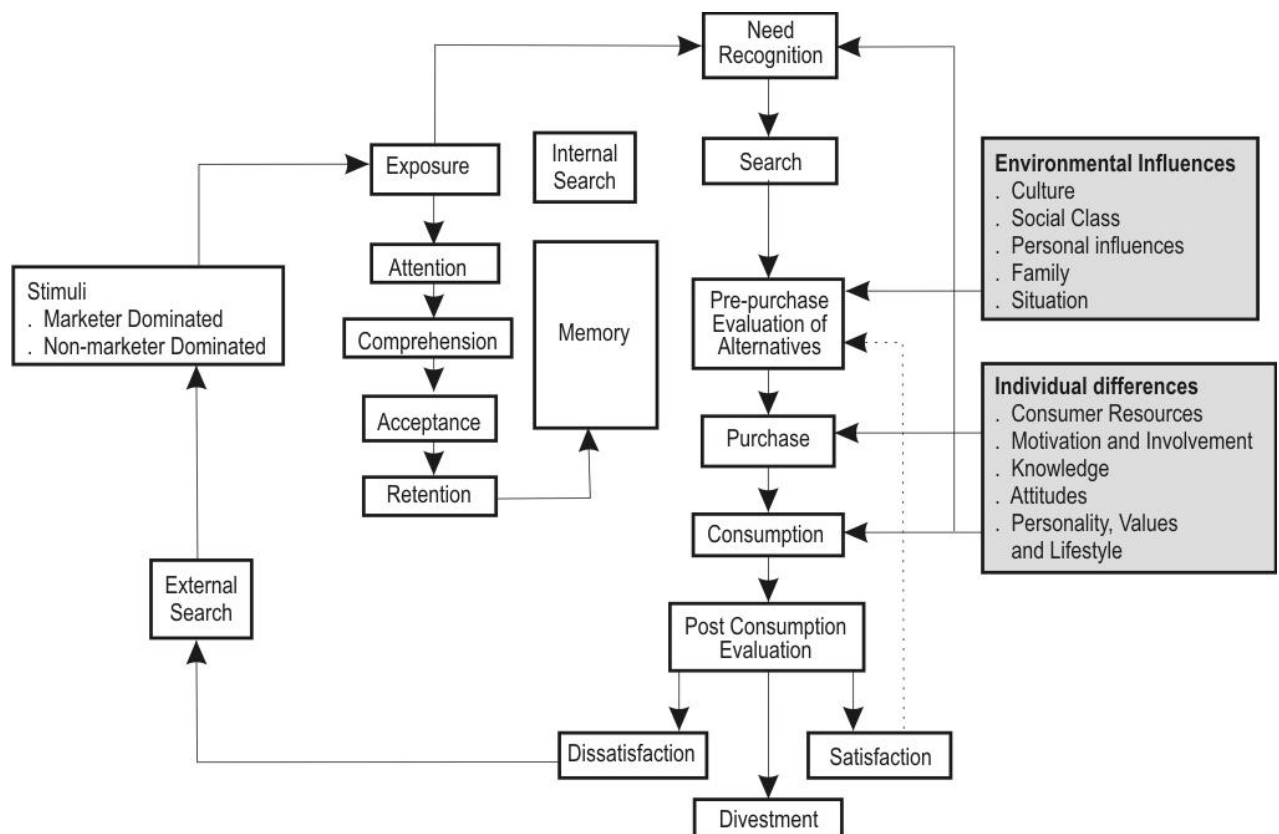 Need
Recognition
Search
Internal
Search
Exposure
Attention
Comprehension
Acceptance
Retention
Memory
Stimuli
. Marketer Dominated
. Non-marketer Dominated
External
Search
Pre-purchase
Evaluation of
Alternatives
Purchase
Consumption
Post Consumption
Evaluation
Dissatisfaction
Satisfaction
Divestment
Environmental Influences
. Culture
. Social Class
. Personal influences
. Family
. Situation
Individual differences
. Consumer Resources
. Motivation and Involvement
. Knowledge
. Attitudes
. Personality, Values
and Lifestyle